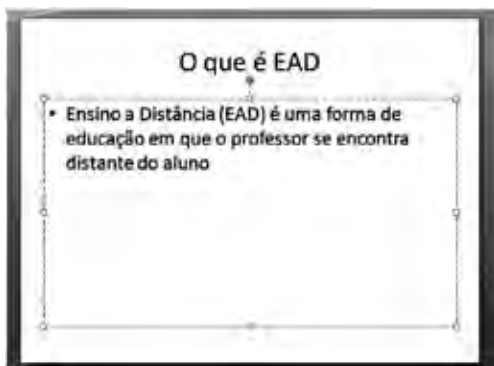 O que é EAD
• Ensino a Distância (EAD) é uma forma de
educação em que o professor se encontra
distante do aluno